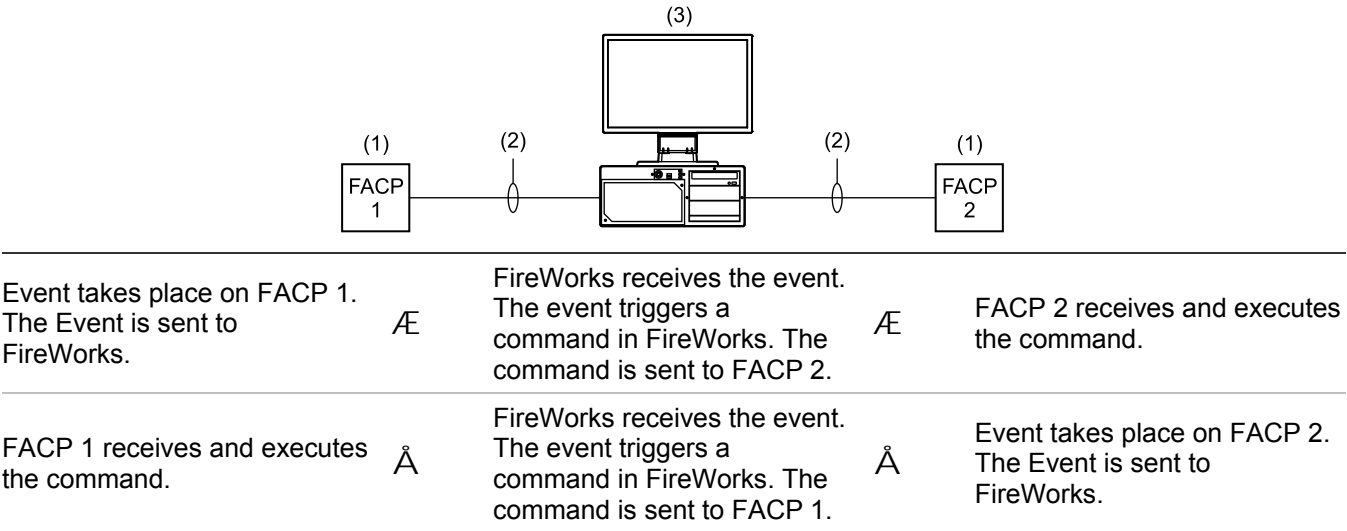 (3)
(1)
(2)
(2)
(1)
FACP
1
FACP
2
Event takes place on FACP 1.
The Event is sent to
FireWorks.
Æ
FireWorks receives the event.
The event triggers a
command in FireWorks. The
command is sent to FACP 2.
Æ
FACP 2 receives and executes
the command.
FACP 1 receives and executes
the command.
Å
FireWorks receives the event.
The event triggers a
command in FireWorks. The
command is sent to FACP 1.
Å
Event takes place on FACP 2.
The Event is sent to
FireWorks.